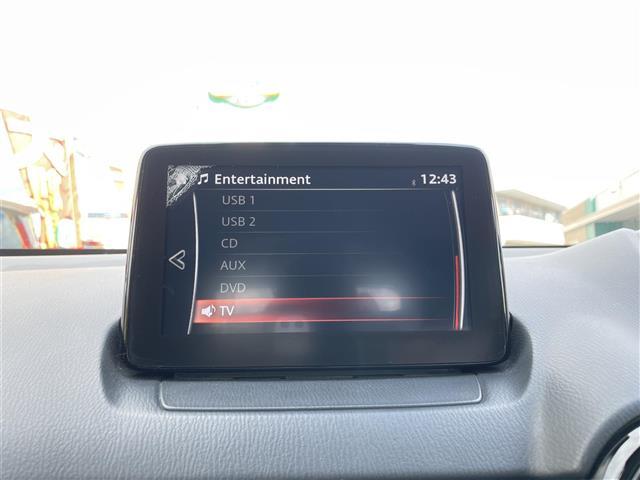 Entertainment
12:43
USB 1
USB 2
CD
AUX
DVD
TV